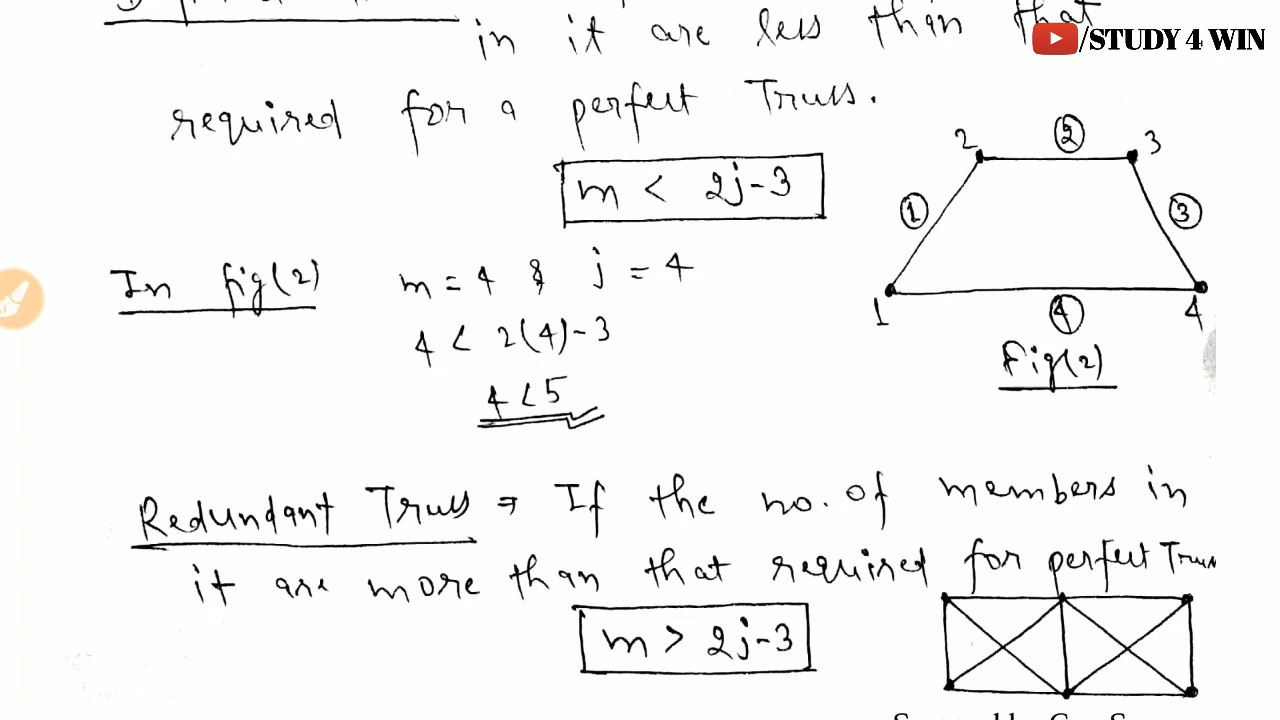 /STUDY 4 WIN
in it are less than that
required for a perfect Truss.
m < 2j-3
2 ② 3
① ③
1 ④ 4
Fig(2)
In fig(2) m = 4 & j = 4
4 < 2(4)-3
4 < 5
Redundant Truss ⇒ If the no. of members in
it are more than that required for perfect Truss
m > 2j-3